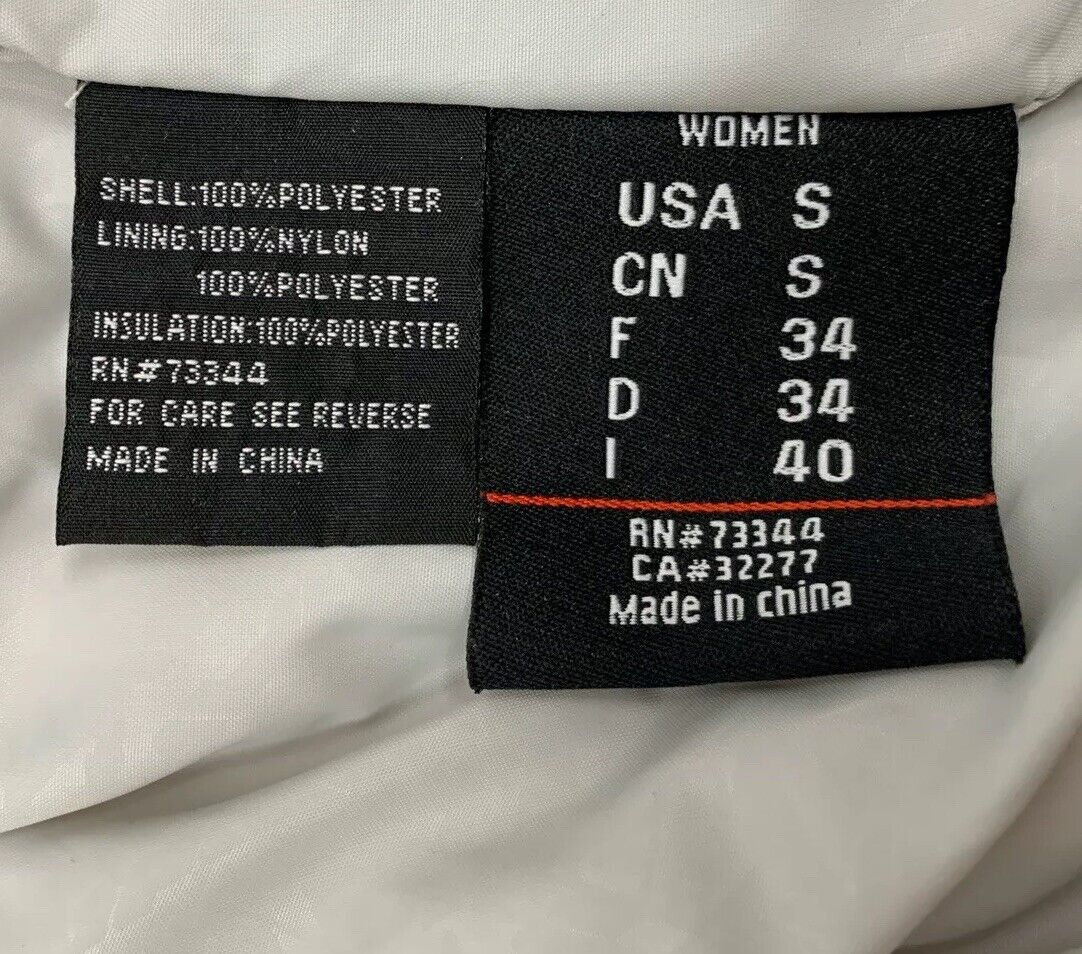 SHELL:100%POLYESTER
LINING:100%NYLON
100%POLYESTER
INSULATION:100%POLYESTER
RN#73344
FOR CARE SEE REVERSE
MADE IN CHINA
WOMEN
USA S
CN S
F 34
D 34
I 40
RN#73344
CA#32277
Made in china